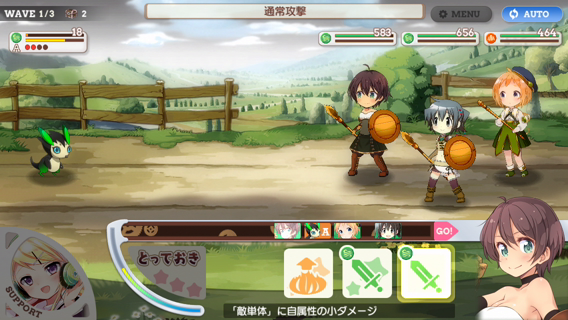 WAVE 1/3 2
通常攻撃
MENU
AUTO
18
A
583
656
464
A
GO!
とっておき
SUPPORT
「敵単体」に自属性の小ダメージ